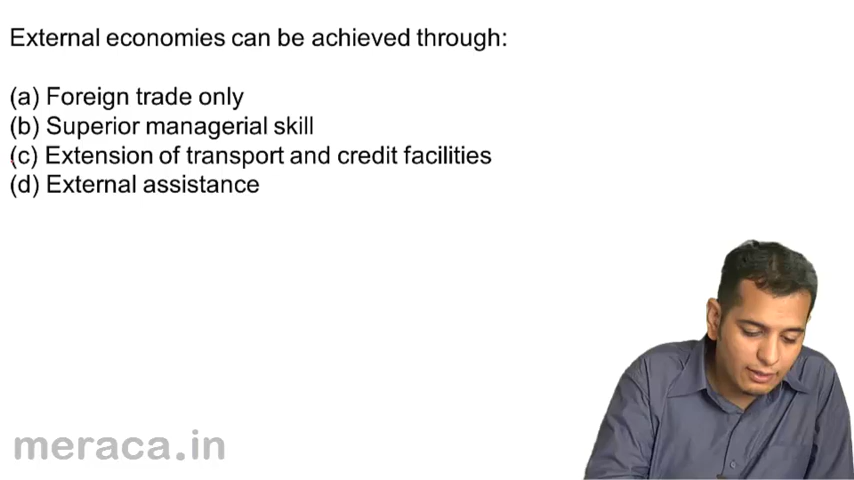 External economies can be achieved through:
(a) Foreign trade only
(b) Superior managerial skill
(c) Extension of transport and credit facilities
(d) External assistance
meraca.in